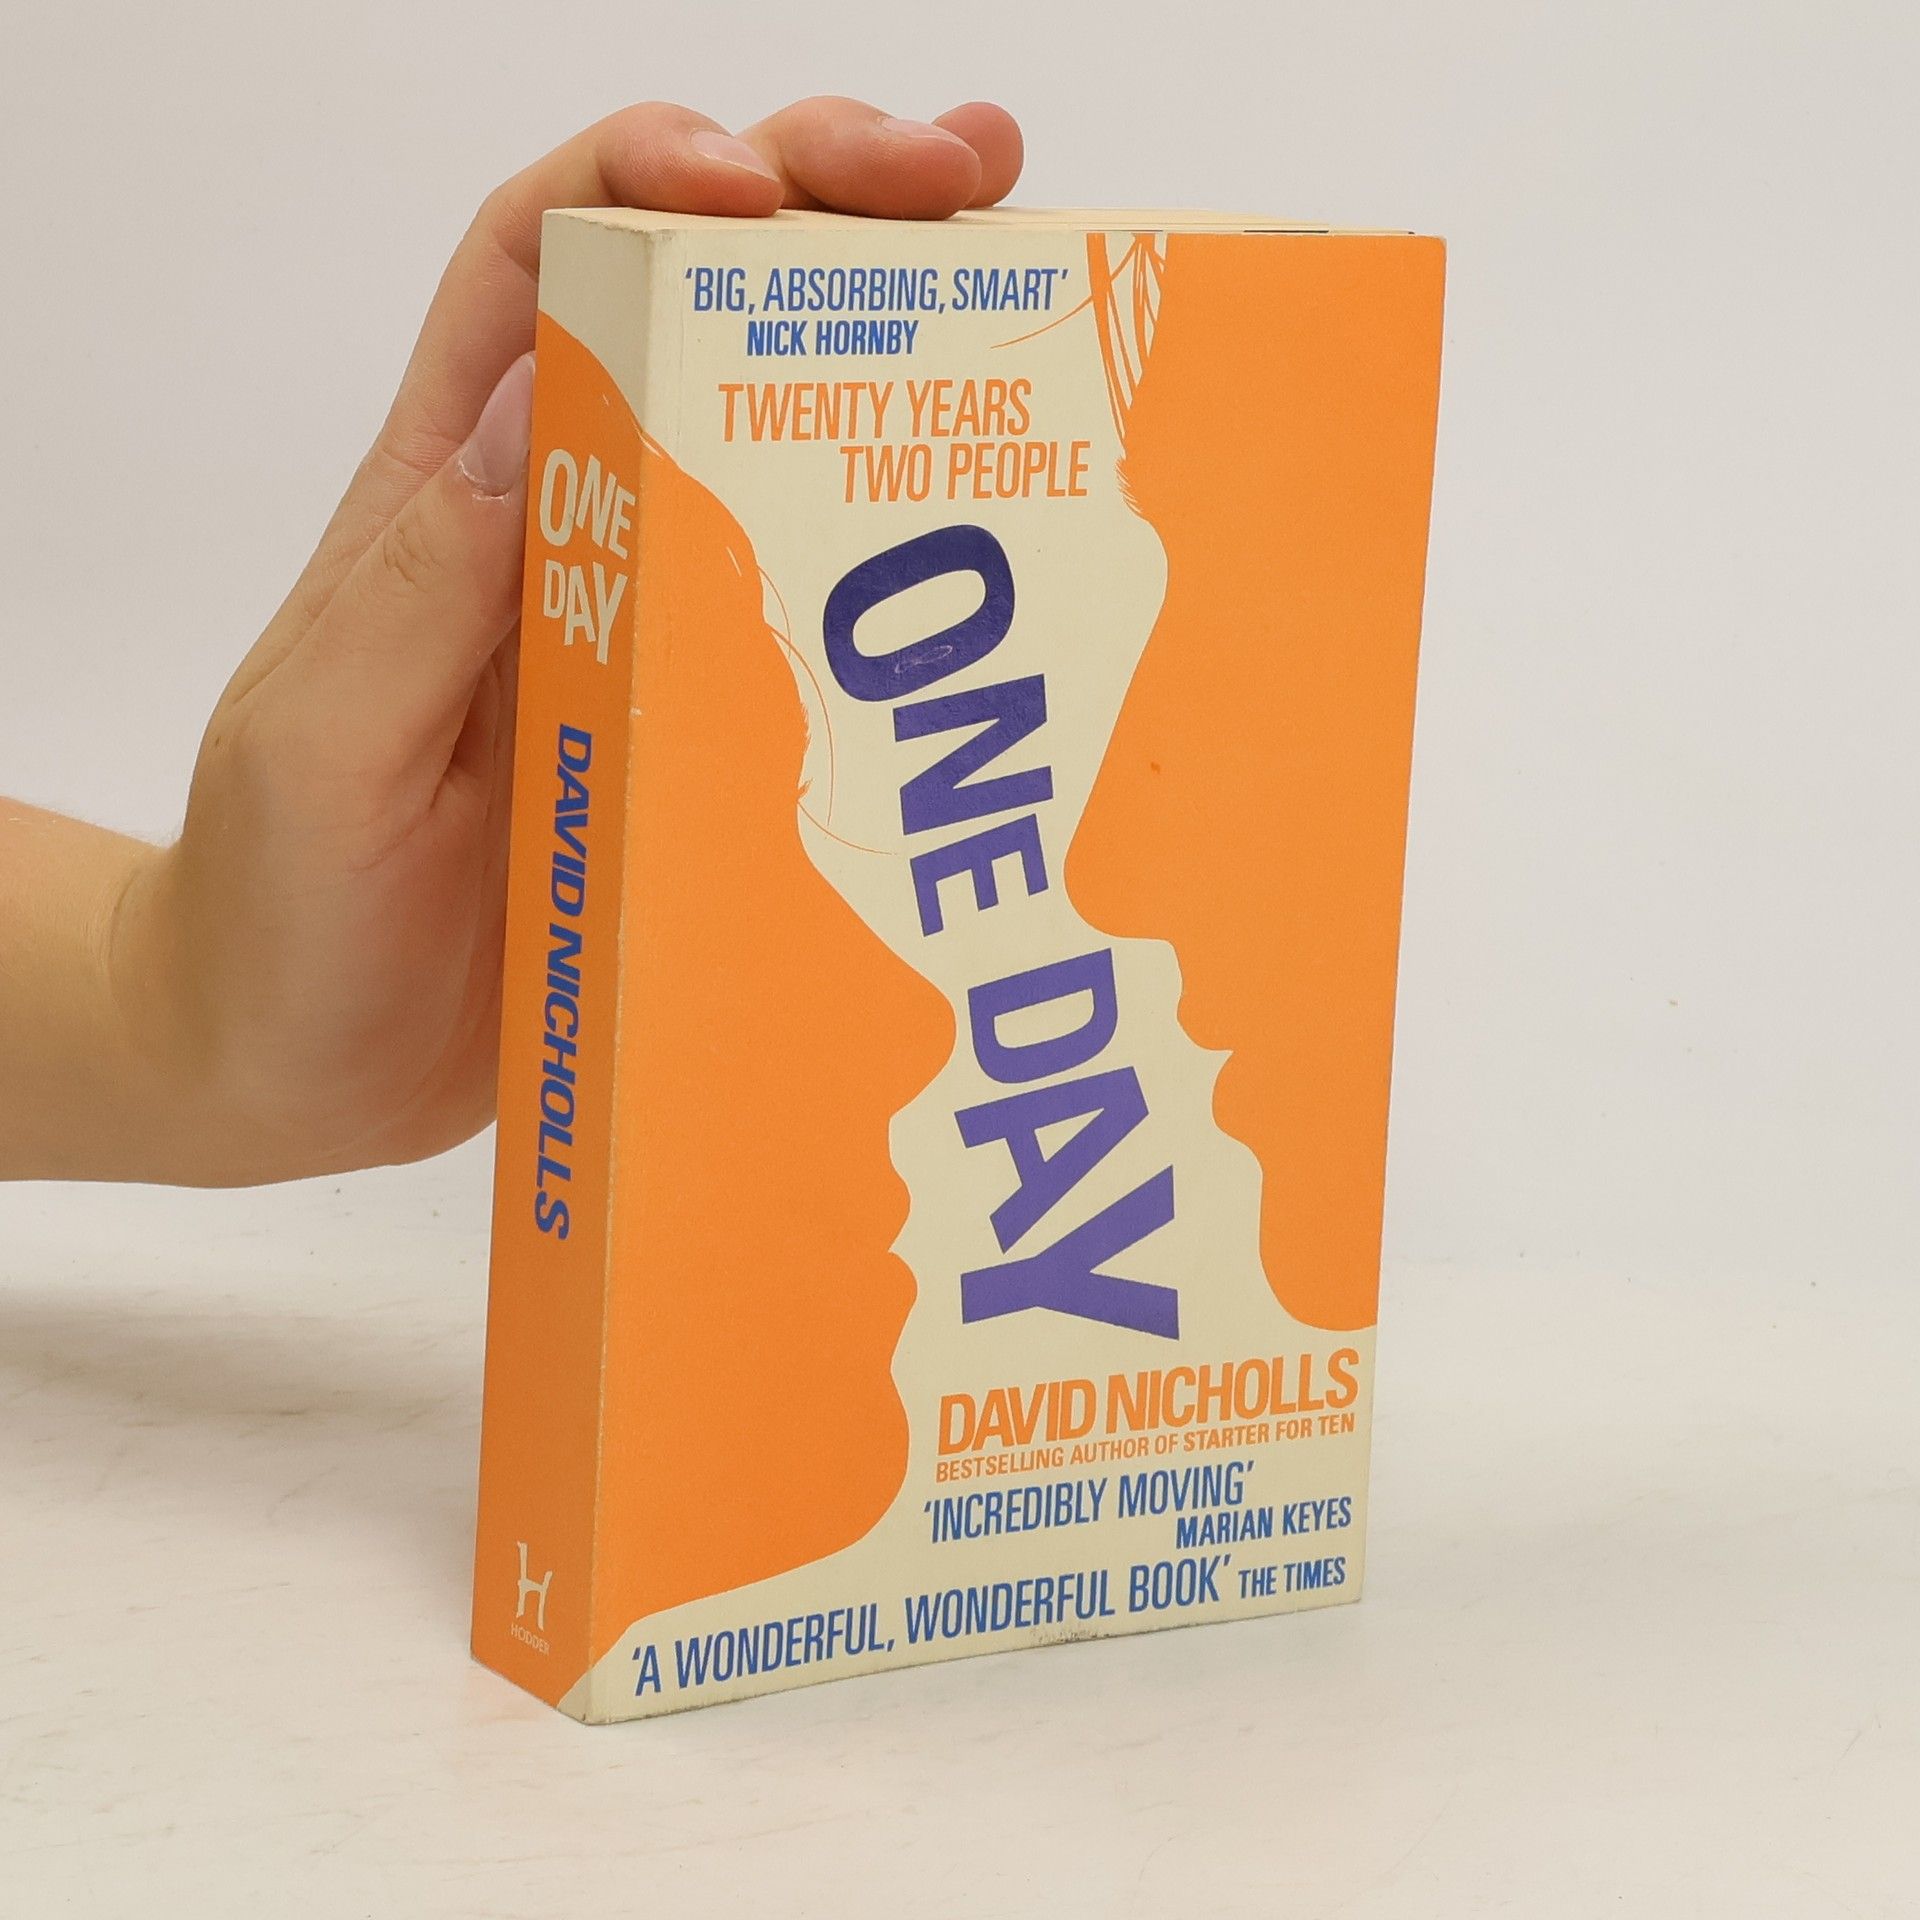 ‘BIG, ABSORBING, SMART’
NICK HORNBY
TWENTY YEARS
TWO PEOPLE
ONE DAY
DAVID NICHOLLS
BESTSELLING AUTHOR OF STARTER FOR TEN
‘INCREDIBLY MOVING’
MARIAN KEYES
‘A WONDERFUL, WONDERFUL BOOK’ THE TIMES
ONE
DAY
DAVID NICHOLLS
H
HODDER